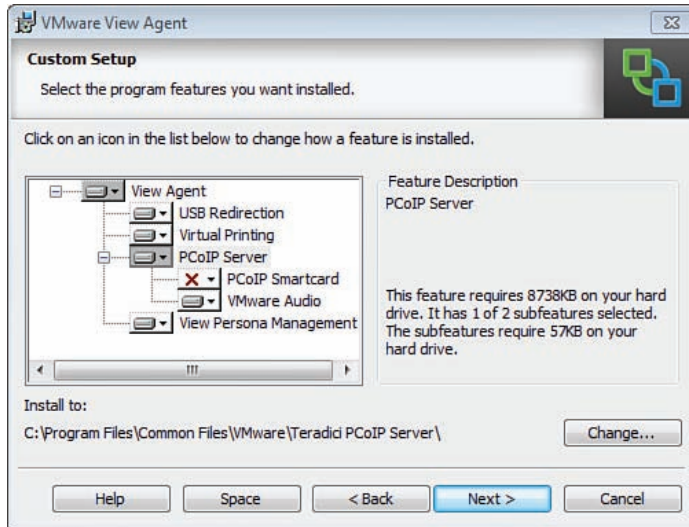 VMware View Agent
Custom Setup
Select the program features you want installed.
Click on an icon in the list below to change how a feature is installed.
View Agent
USB Redirection
Virtual Printing
PCoIP Server
PCoIP Smartcard
VMware Audio
View Persona Management
Feature Description
PCoIP Server
This feature requires 8738KB on your hard
drive. It has 1 of 2 subfeatures selected.
The subfeatures require 57KB on your
hard drive.
Install to:
C:\Program Files\Common Files\VMware\Teradici PCoIP Server\
Change...
Help
Space
< Back
Next >
Cancel